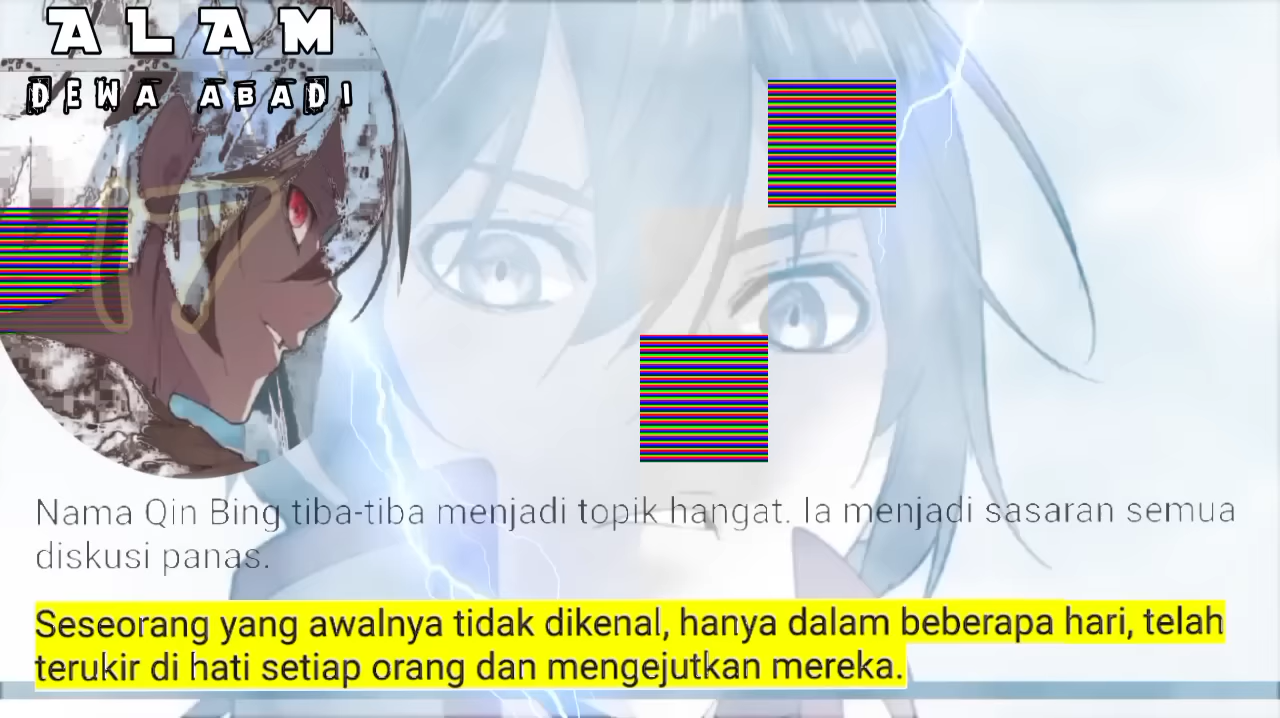 ALAM
DEWA ABADI
Nama Qin Bing tiba-tiba menjadi topik hangat. Ia menjadi sasaran semua
diskusi panas.
Seseorang yang awalnya tidak dikenal, hanya dalam beberapa hari, telah
terukir di hati setiap orang dan mengejutkan mereka.